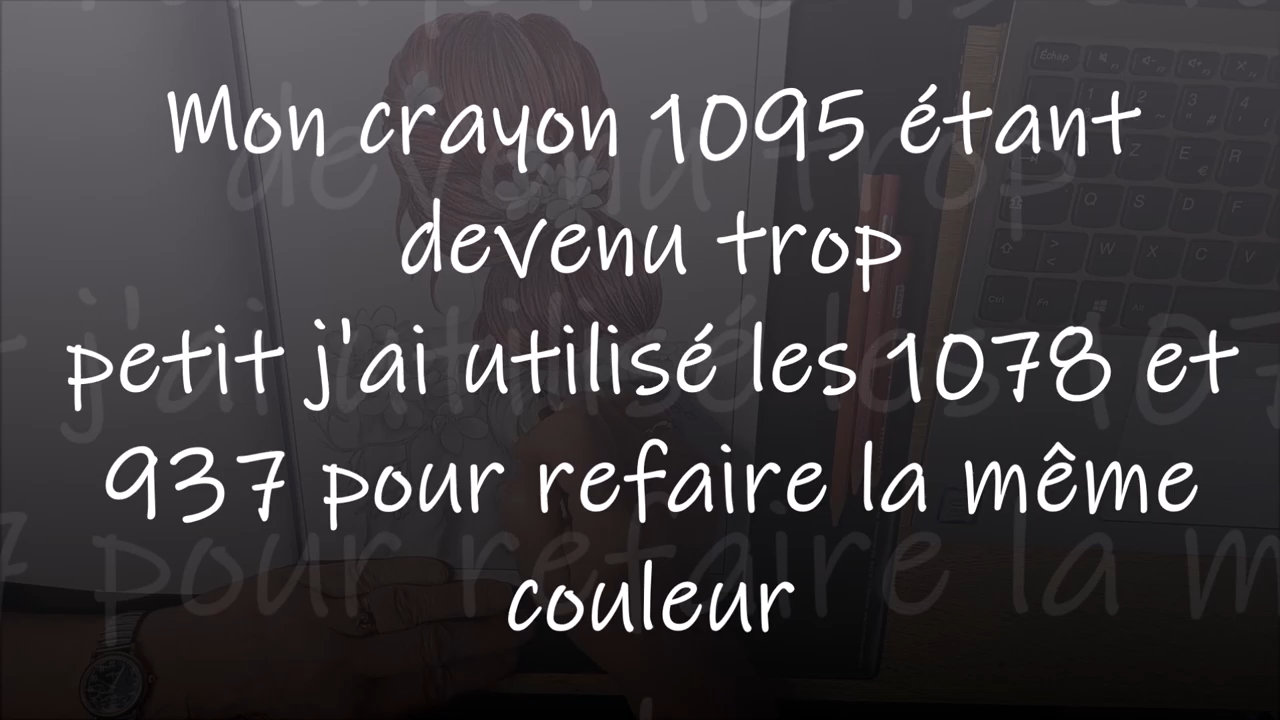 Mon crayon 1095 étant
devenu trop
petit j'ai utilisé les 1078 et
937 pour refaire la même
couleur